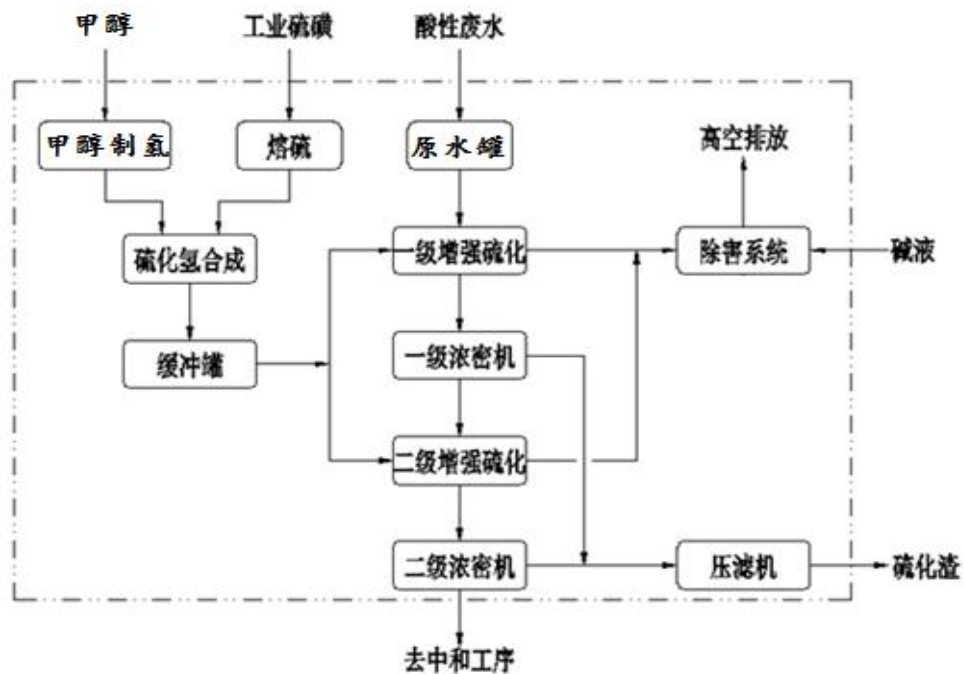 甲醇
工业硫磺
酸性废水
甲醇制氢
熔硫
原水罐
高空排放
硫化氢合成
一级增强硫化
除害系统
碱液
缓冲罐
一级浓密机
二级增强硫化
二级浓密机
压滤机
硫化渣
去中和工序